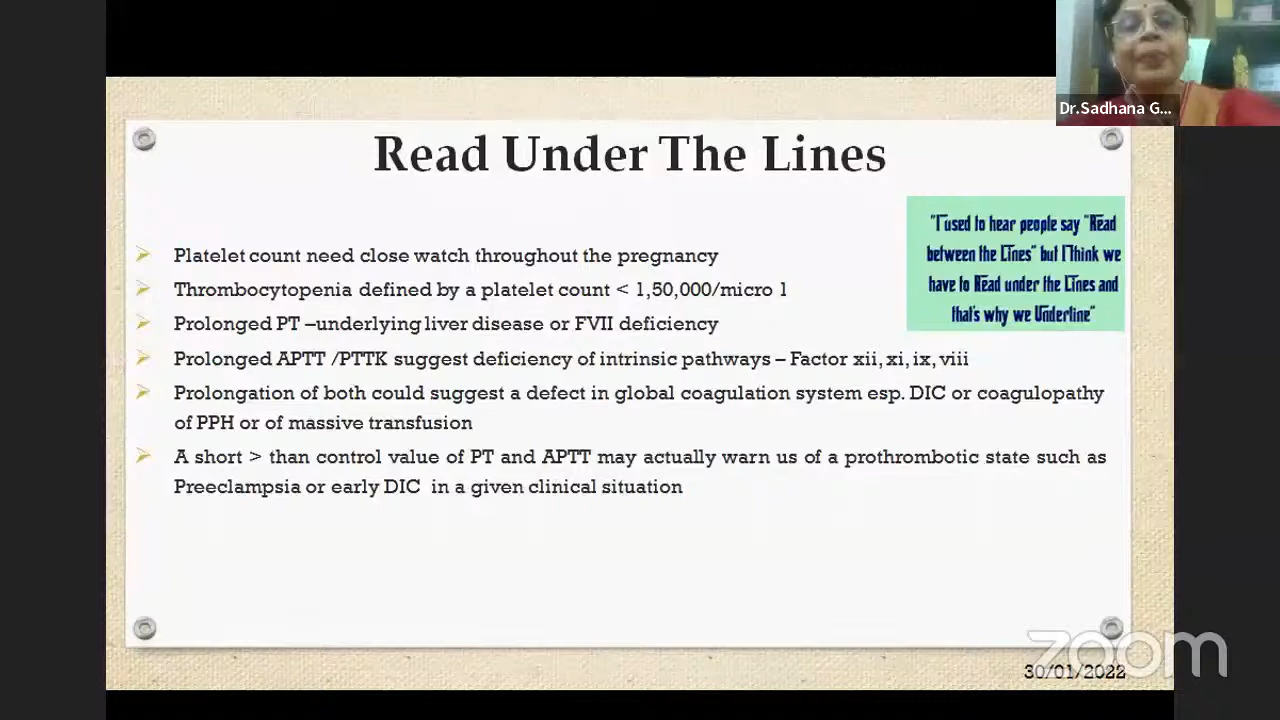 Dr.Sadhana G...
Read Under The Lines
"I used to hear people say "Read
between the Lines" but I Think we
have to Read under the Lines and
that's why we Underline"
Platelet count need close watch throughout the pregnancy
Thrombocytopenia defined by a platelet count < 1,50,000/micro l
Prolonged PT –underlying liver disease or FVII deficiency
Prolonged APTT /PTTK suggest deficiency of intrinsic pathways – Factor xii, xi, ix, viii
Prolongation of both could suggest a defect in global coagulation system esp. DIC or coagulopathy
of PPH or of massive transfusion
A short > than control value of PT and APTT may actually warn us of a prothrombotic state such as
Preeclampsia or early DIC in a given clinical situation
zoom
30/01/2022